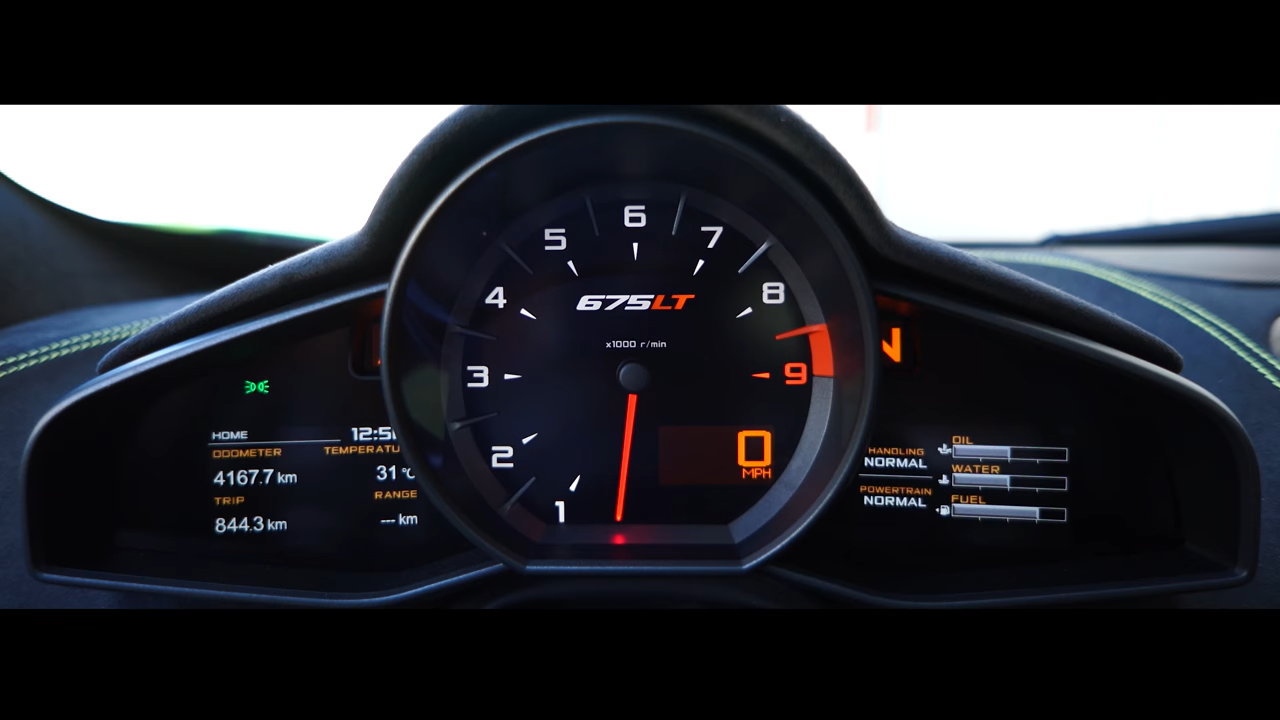 6
5
7
4
8
675LT
x1000 r/min
3
9
2
1
0
MPH
N
HOME
ODOMETER
4167.7 km
31 °C
TRIP
RANGE
844.3 km
--- km
HANDLING
NORMAL
POWERTRAIN
NORMAL
OIL
WATER
FUEL